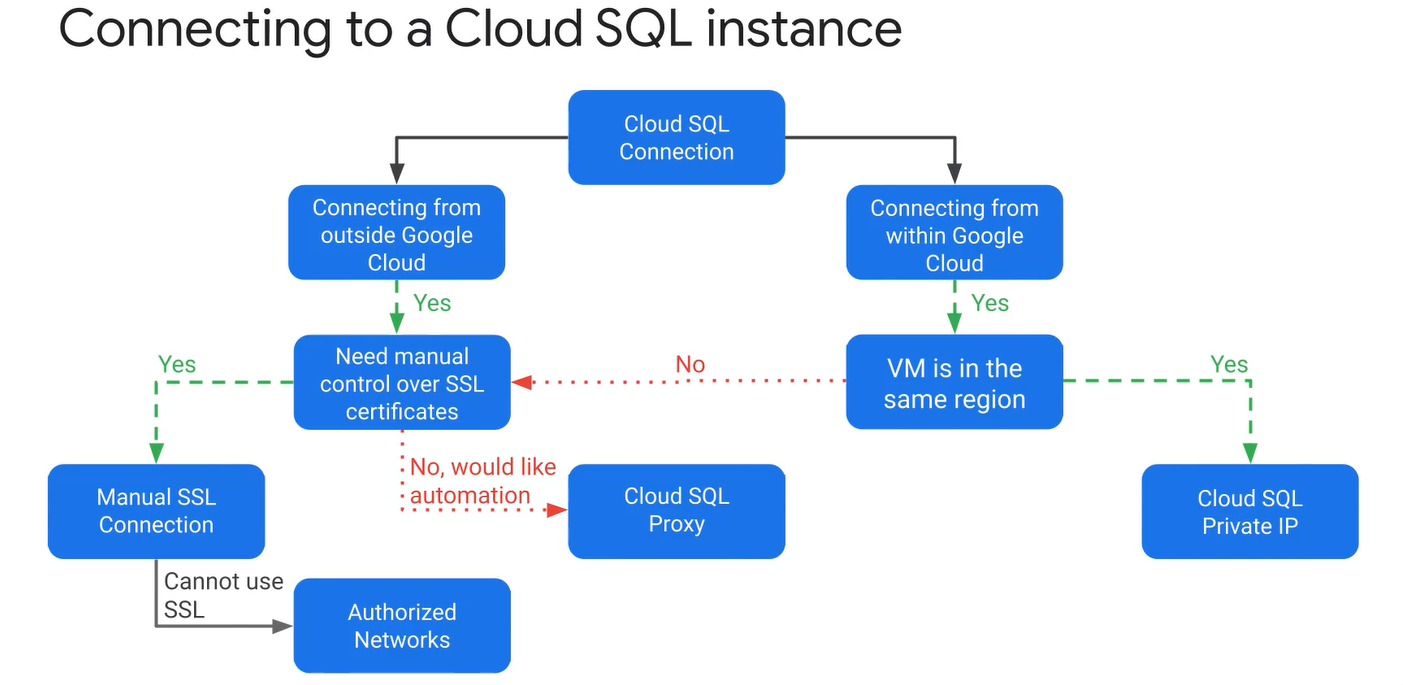 Connecting to a Cloud SQL instance
Cloud SQL
Connection
Connecting from
outside Google
Cloud
Connecting from
within Google
Cloud
Yes
Yes
Yes
Need manual
control over SSL
certificates
No
VM is in the
same region
Yes
No, would like
automation
Manual SSL
Connection
Cloud SQL
Proxy
Cloud SQL
Private IP
Cannot use
SSL
Authorized
Networks